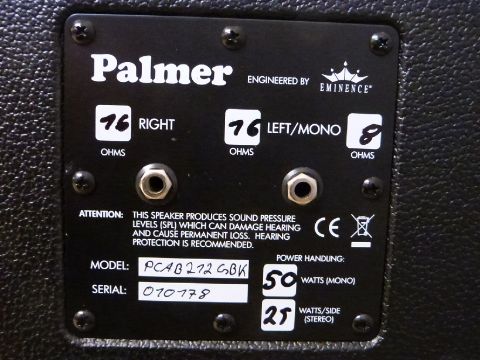 Palmer ENGINEERED BY EMINENCE®
16 RIGHT 16 LEFT/MONO 8
OHMS OHMS OHMS
ATTENTION: THIS SPEAKER PRODUCES SOUND PRESSURE
LEVELS (SPL) WHICH CAN DAMAGE HEARING
AND CAUSE PERMANENT LOSS. HEARING
PROTECTION IS RECOMMENDED.
CE
POWER HANDLING:
MODEL: PCAB212GBK 50 WATTS (MONO)
SERIAL: 010178 25 WATTS/SIDE
(STEREO)